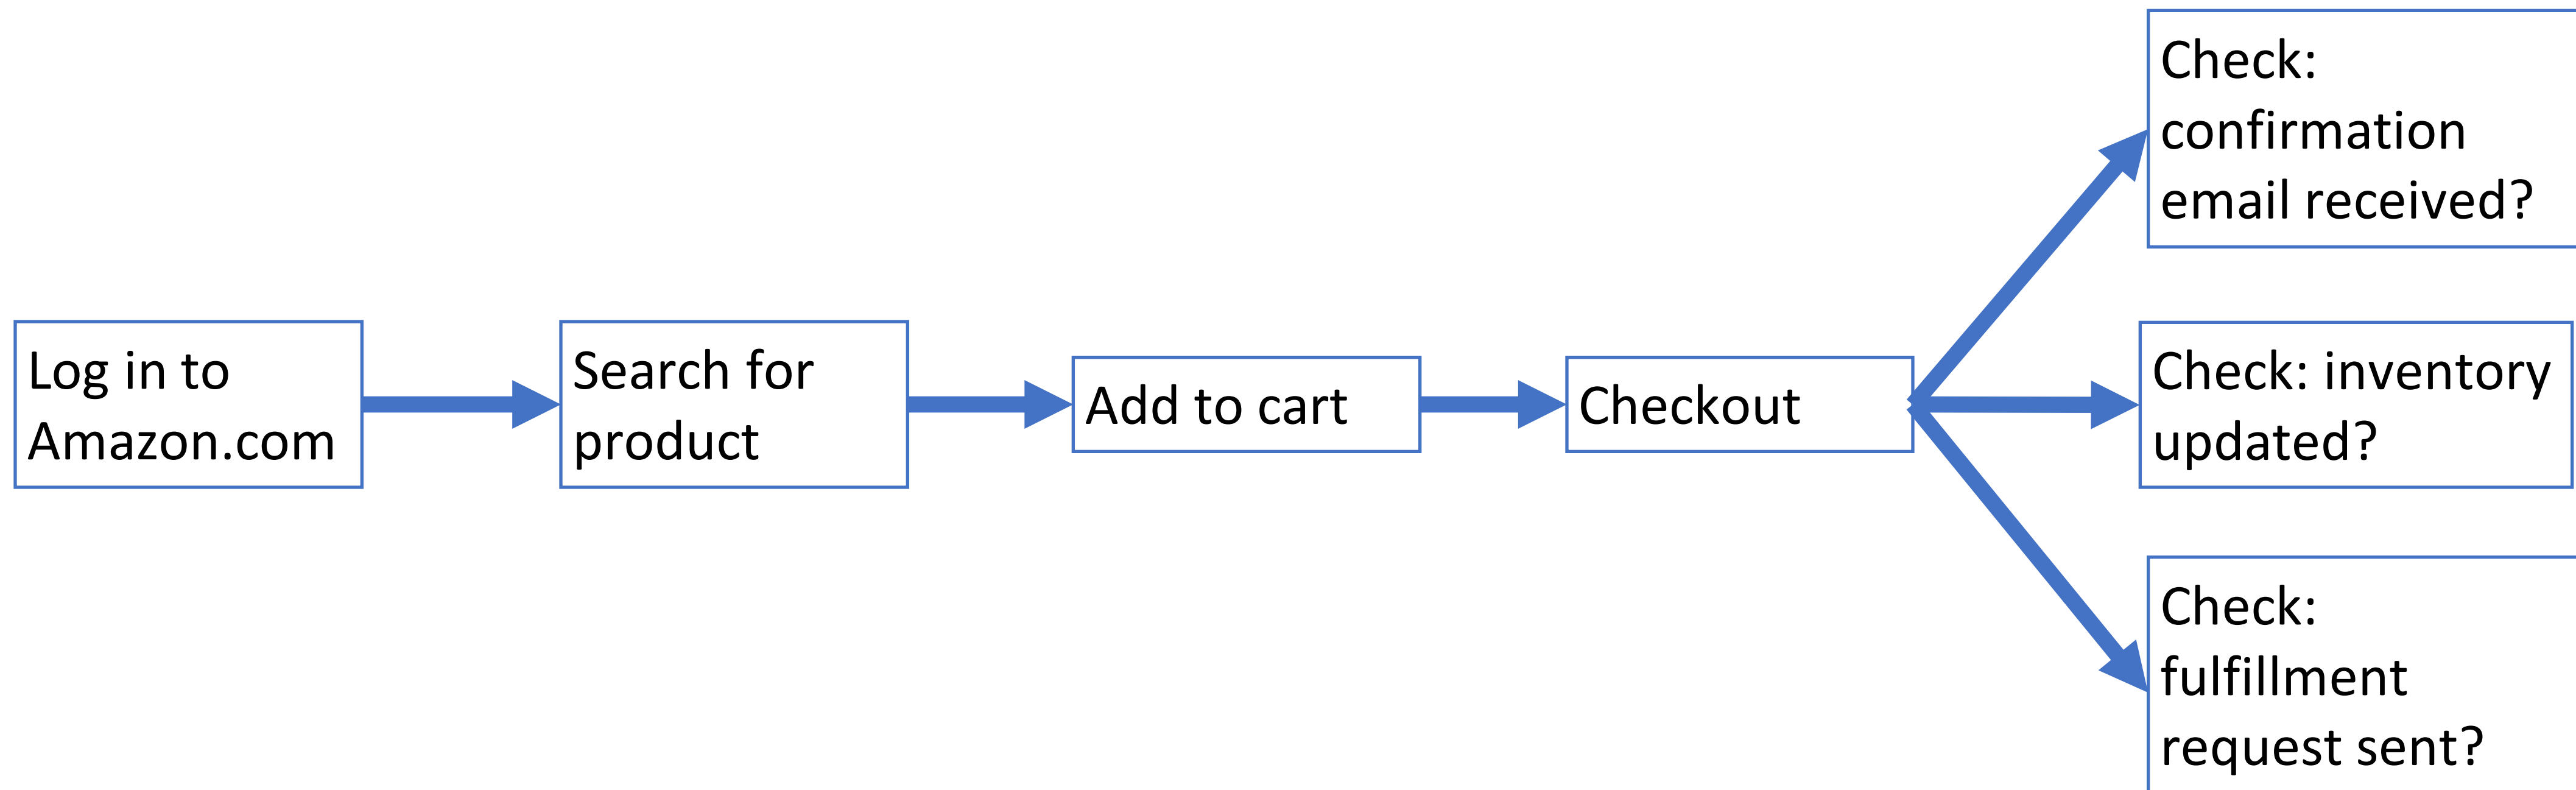 Log in to
Amazon.com
Search for
product
Add to cart
Checkout
Check:
confirmation
email received?
Check: inventory
updated?
Check:
fulfillment
request sent?